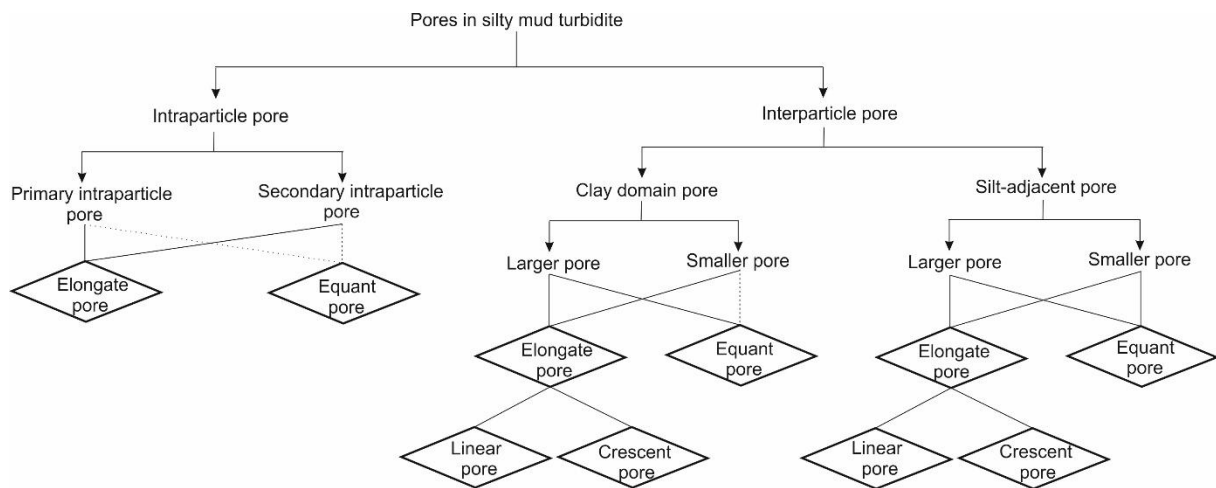 Pores in silty mud turbidite
Intraparticle pore
Interparticle pore
Primary intraparticle
pore
Secondary intraparticle
pore
Clay domain pore
Silt-adjacent pore
Larger pore
Smaller pore
Larger pore
Smaller pore
Elongate
pore
Equant
pore
Elongate
pore
Equant
pore
Elongate
pore
Equant
pore
Linear
pore
Crescent
pore
Linear
pore
Crescent
pore